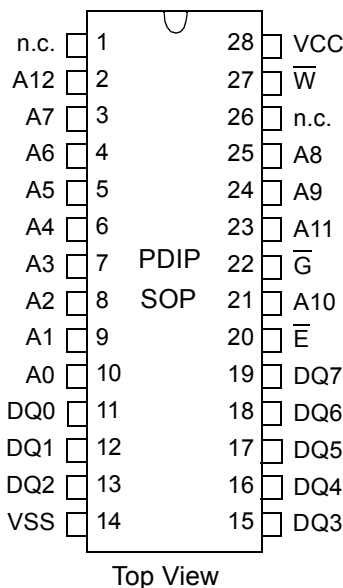 n.c. 1 28 VCC
A12 2 27 W̅
A7 3 26 n.c.
A6 4 25 A8
A5 5 24 A9
A4 6 23 A11
A3 7 PDIP 22 G̅
A2 8 SOP 21 A10
A1 9 20 E̅
A0 10 19 DQ7
DQ0 11 18 DQ6
DQ1 12 17 DQ5
DQ2 13 16 DQ4
VSS 14 15 DQ3
Top View